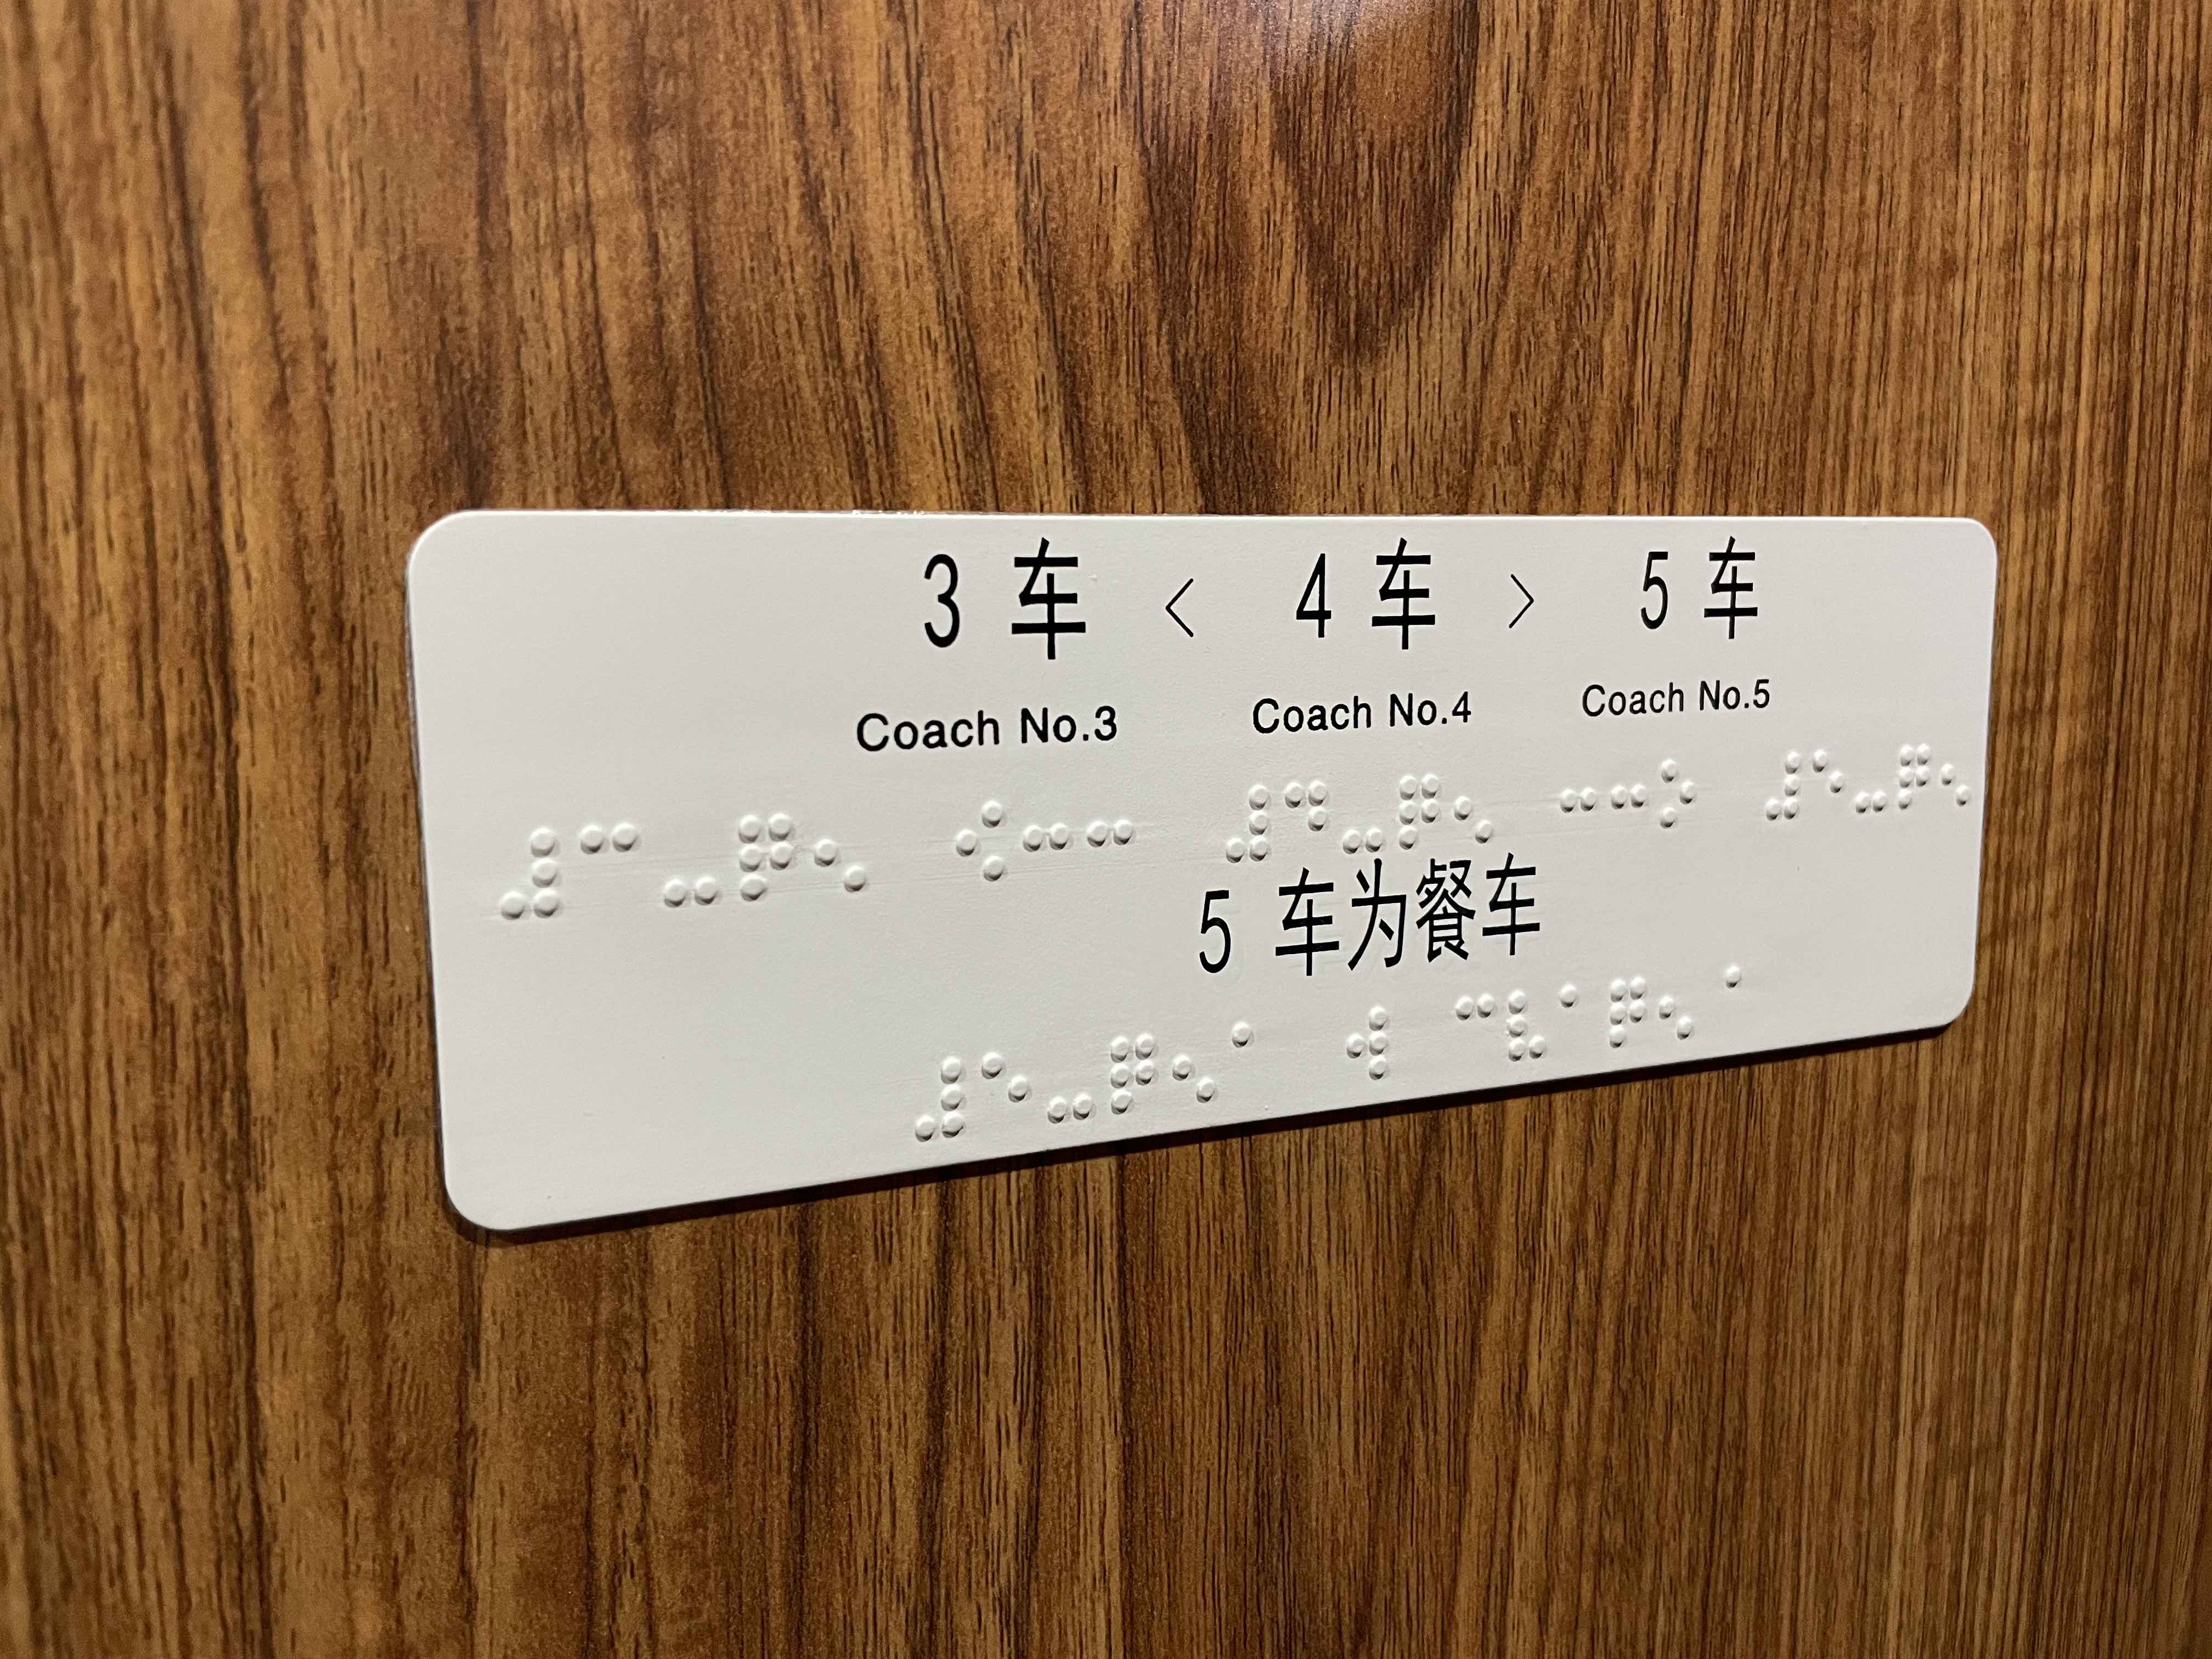 3 车 < 4 车 > 5 车
Coach No.3 Coach No.4 Coach No.5
⠼⠉⠤⠟⠢ ⠪⠒⠒ ⠼⠙⠤⠟⠢ ⠒⠒⠕ ⠼⠑⠤⠟⠢
5 车为餐车
⠼⠑⠤⠟⠢⠁ ⠺ ⠉⠧⠁⠟⠢⠁